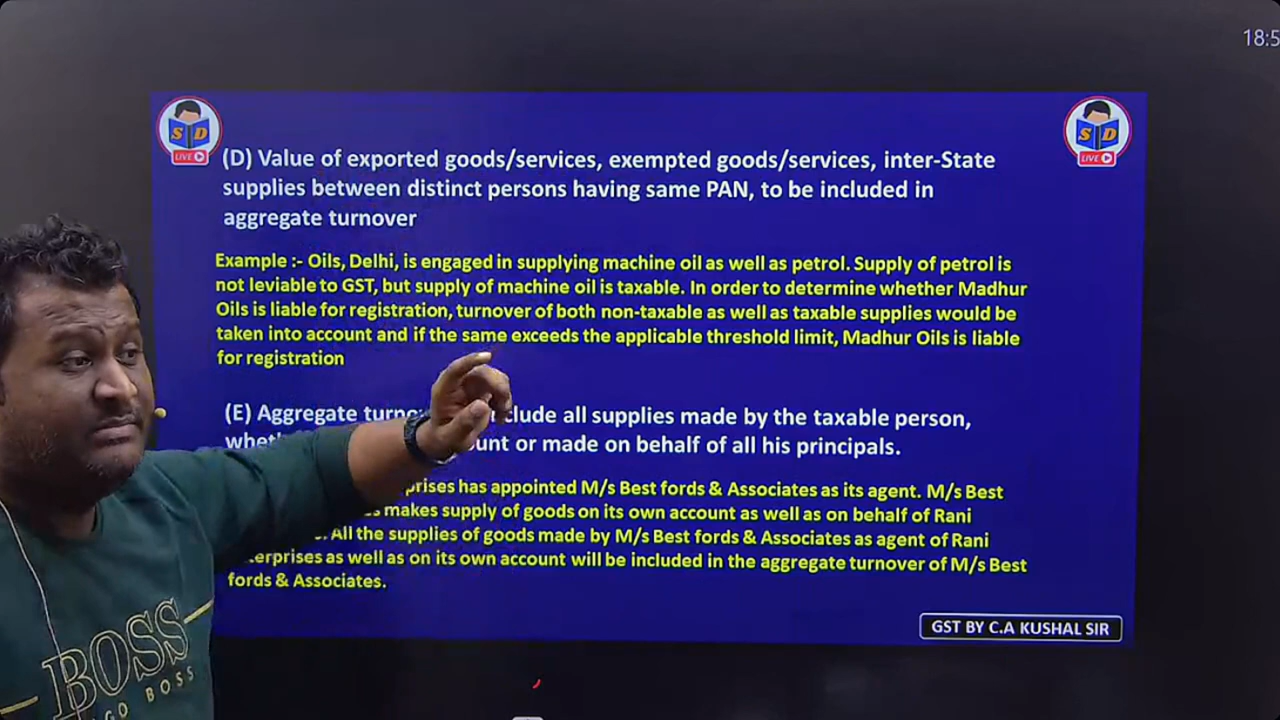 18:5
S D
LIVE
S D
LIVE
(D) Value of exported goods/services, exempted goods/services, inter-State
supplies between distinct persons having same PAN, to be included in
aggregate turnover
Example :- Oils, Delhi, is engaged in supplying machine oil as well as petrol. Supply of petrol is
not leviable to GST, but supply of machine oil is taxable. In order to determine whether Madhur
Oils is liable for registration, turnover of both non-taxable as well as taxable supplies would be
taken into account and if the same exceeds the applicable threshold limit, Madhur Oils is liable
for registration
(E) Aggregate turno clude all supplies made by the taxable person,
whet unt or made on behalf of all his principals.
prises has appointed M/s Best fords & Associates as its agent. M/s Best
s makes supply of goods on its own account as well as on behalf of Rani
. All the supplies of goods made by M/s Best fords & Associates as agent of Rani
terprises as well as on its own account will be included in the aggregate turnover of M/s Best
fords & Associates.
GST BY C.A KUSHAL SIR
BOSS
GO BOSS